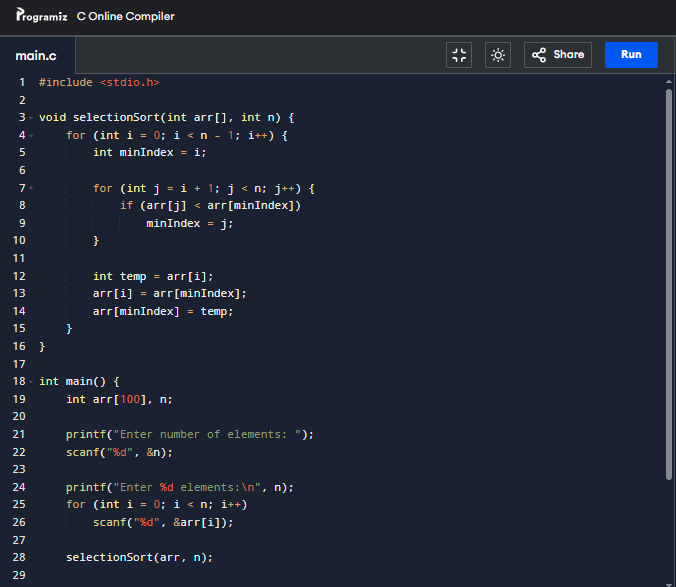 Programiz C Online Compiler
main.c Share Run
1 #include <stdio.h>
2
3 void selectionSort(int arr[], int n) {
4     for (int i = 0; i < n - 1; i++) {
5         int minIndex = i;
6
7         for (int j = i + 1; j < n; j++) {
8             if (arr[j] < arr[minIndex])
9                 minIndex = j;
10         }
11
12         int temp = arr[i];
13         arr[i] = arr[minIndex];
14         arr[minIndex] = temp;
15     }
16 }
17
18 int main() {
19     int arr[100], n;
20
21     printf("Enter number of elements: ");
22     scanf("%d", &n);
23
24     printf("Enter %d elements:\n", n);
25     for (int i = 0; i < n; i++)
26         scanf("%d", &arr[i]);
27
28     selectionSort(arr, n);
29